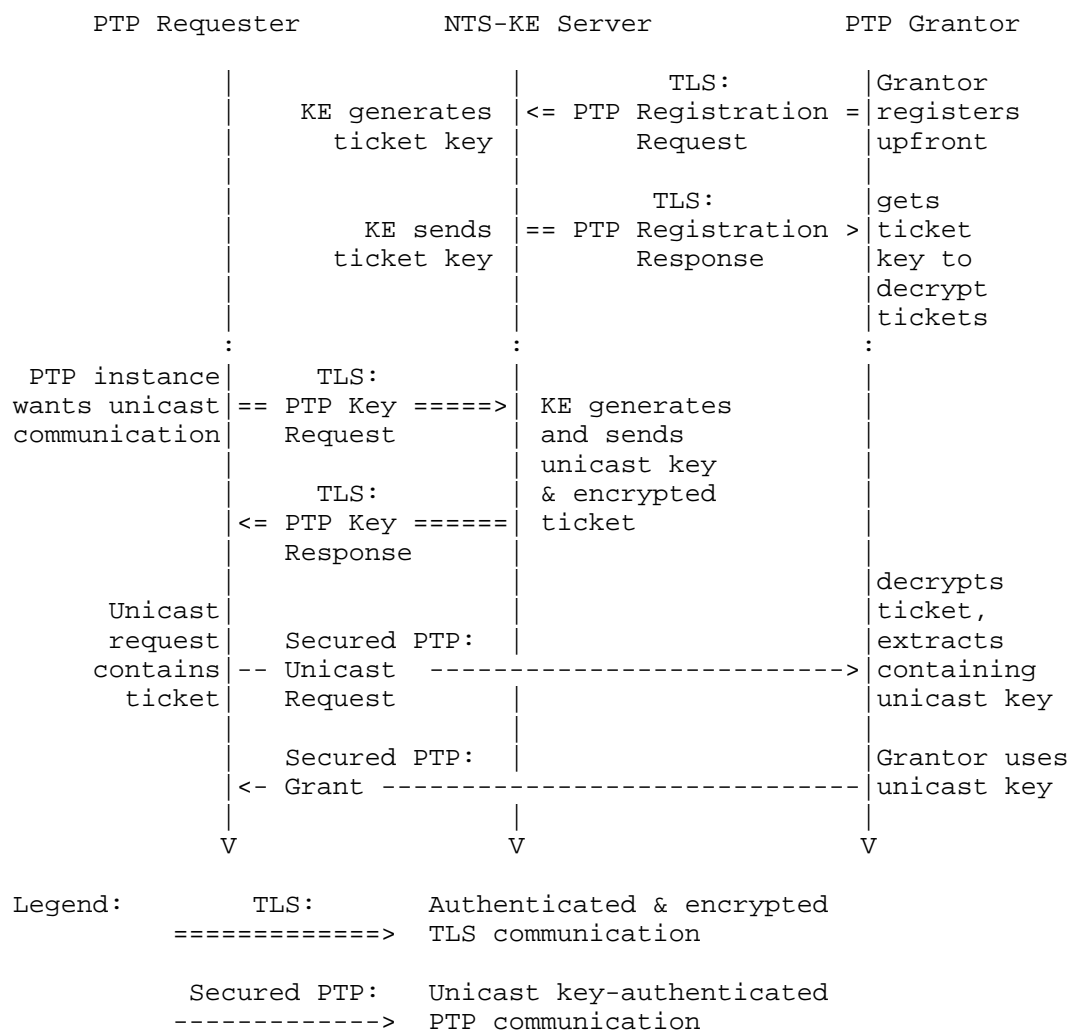 PTP Requester NTS-KE Server PTP Grantor
| | TLS: |Grantor
| KE generates |<= PTP Registration =|registers
| ticket key | Request |upfront
| | |
| | TLS: |gets
| KE sends |== PTP Registration >|ticket
| ticket key | Response |key to
| | |decrypt
| | |tickets
: : :
PTP instance| TLS: | |
wants unicast|== PTP Key =====>| KE generates |
communication| Request | and sends |
| | unicast key |
| TLS: | & encrypted |
|<= PTP Key ======| ticket |
| Response | |
| | |decrypts
Unicast| | |ticket,
request| Secured PTP: | |extracts
contains|-- Unicast -------------------------->|containing
ticket| Request | |unicast key
| | |
| Secured PTP: | |Grantor uses
|<- Grant ------------------------------|unicast key
| | |
V V V
Legend: TLS: Authenticated & encrypted
=============> TLS communication
Secured PTP: Unicast key-authenticated
-------------> PTP communication